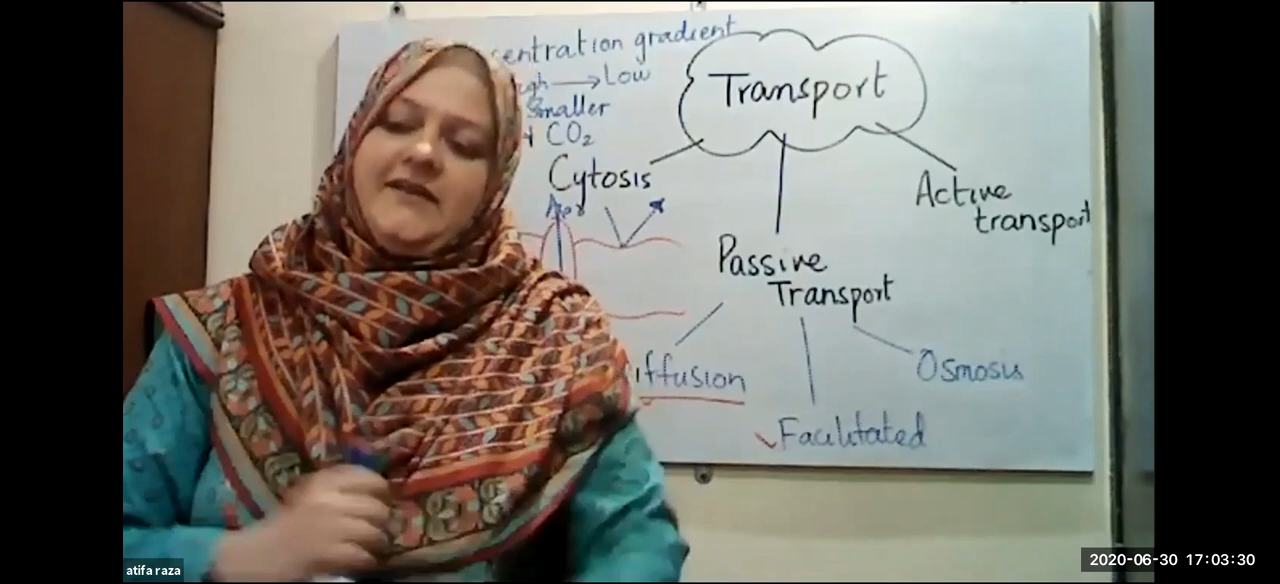 centration gradient
gh → Low
Smaller
CO₂
Transport
Cytosis
Active
transport
Passive
Transport
iffusion
Osmosis
Facilitated
atifa raza
2020-06-30 17:03:30